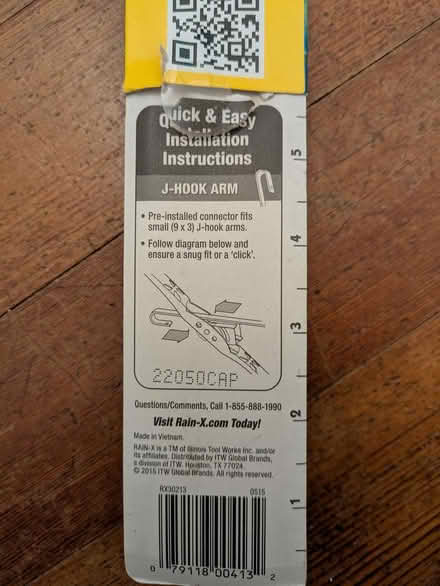 Quick & Easy
Installation
Instructions
J-HOOK ARM
• Pre-installed connector fits
small (9 x 3) J-hook arms.
• Follow diagram below and
ensure a snug fit or a 'click'.
22050CAP
Questions/Comments, Call 1-855-888-1990
Visit Rain-X.com Today!
Made in Vietnam.
RAIN-X is a TM of Illinois Tool Works Inc. and/or
its affiliates. Distributed by ITW Global Brands,
a division of ITW. Houston, TX 77024.
© 2015 ITW Global Brands. All rights reserved.
RX30213 0515
0 79118 00413 2
5
4
3
2
1